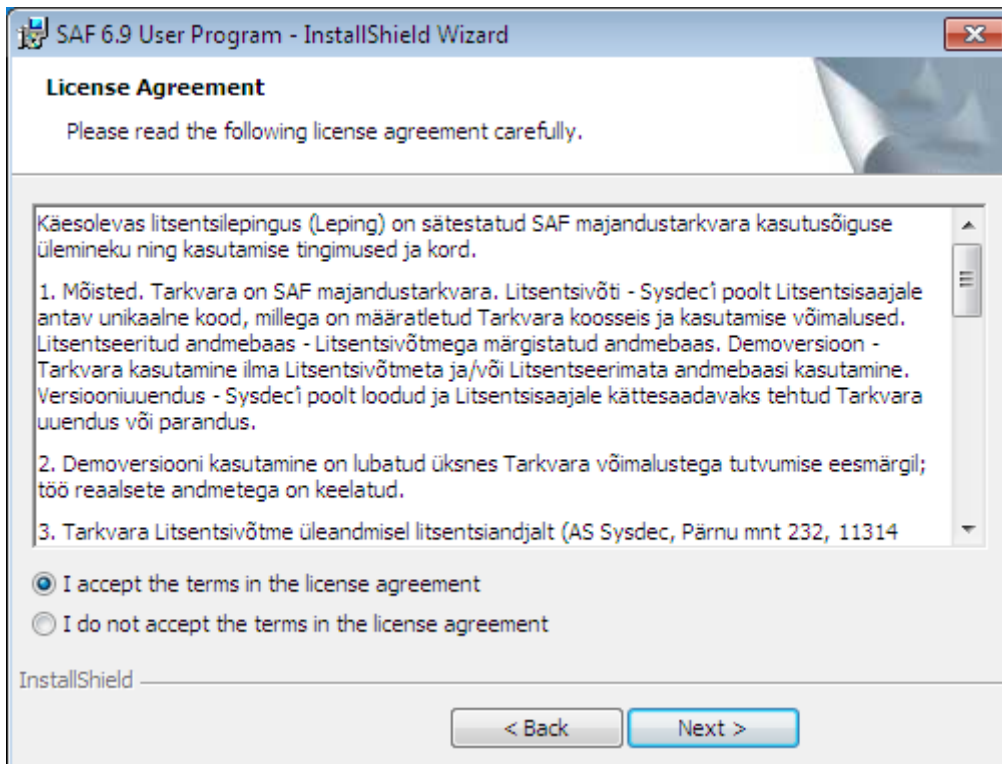 SAF 6.9 User Program - InstallShield Wizard
License Agreement
Please read the following license agreement carefully.
Käesolevas litsentsilepingus (Leping) on sätestatud SAF majandustarkvara kasutusõiguse
ülemineku ning kasutamise tingimused ja kord.
1. Mõisted. Tarkvara on SAF majandustarkvara. Litsentsivõti - Sysdec'i poolt Litsentsisaajale
antav unikaalne kood, millega on määratletud Tarkvara koosseis ja kasutamise võimalused.
Litsentseeritud andmebaas - Litsentsivõtmega märgistatud andmebaas. Demoversioon -
Tarkvara kasutamine ilma Litsentsivõtmeta ja/või Litsentseerimata andmebaasi kasutamine.
Versiooniuuendus - Sysdec'i poolt loodud ja Litsentsisaajale kättesaadavaks tehtud Tarkvara
uuendus või parandus.
2. Demoversiooni kasutamine on lubatud üksnes Tarkvara võimalustega tutvumise eesmärgil;
töö reaalsete andmetega on keelatud.
3. Tarkvara Litsentsivõtme üleandmisel litsentsiandjalt (AS Sysdec, Pärnu mnt 232, 11314
I accept the terms in the license agreement
I do not accept the terms in the license agreement
InstallShield
< Back
Next >